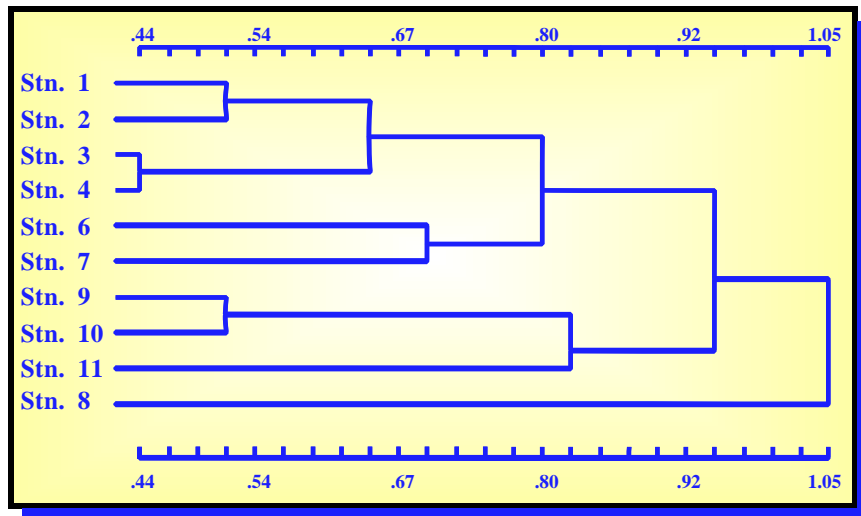 .44 .54 .67 .80 .92 1.05
Stn. 1
Stn. 2
Stn. 3
Stn. 4
Stn. 6
Stn. 7
Stn. 9
Stn. 10
Stn. 11
Stn. 8
.44 .54 .67 .80 .92 1.05